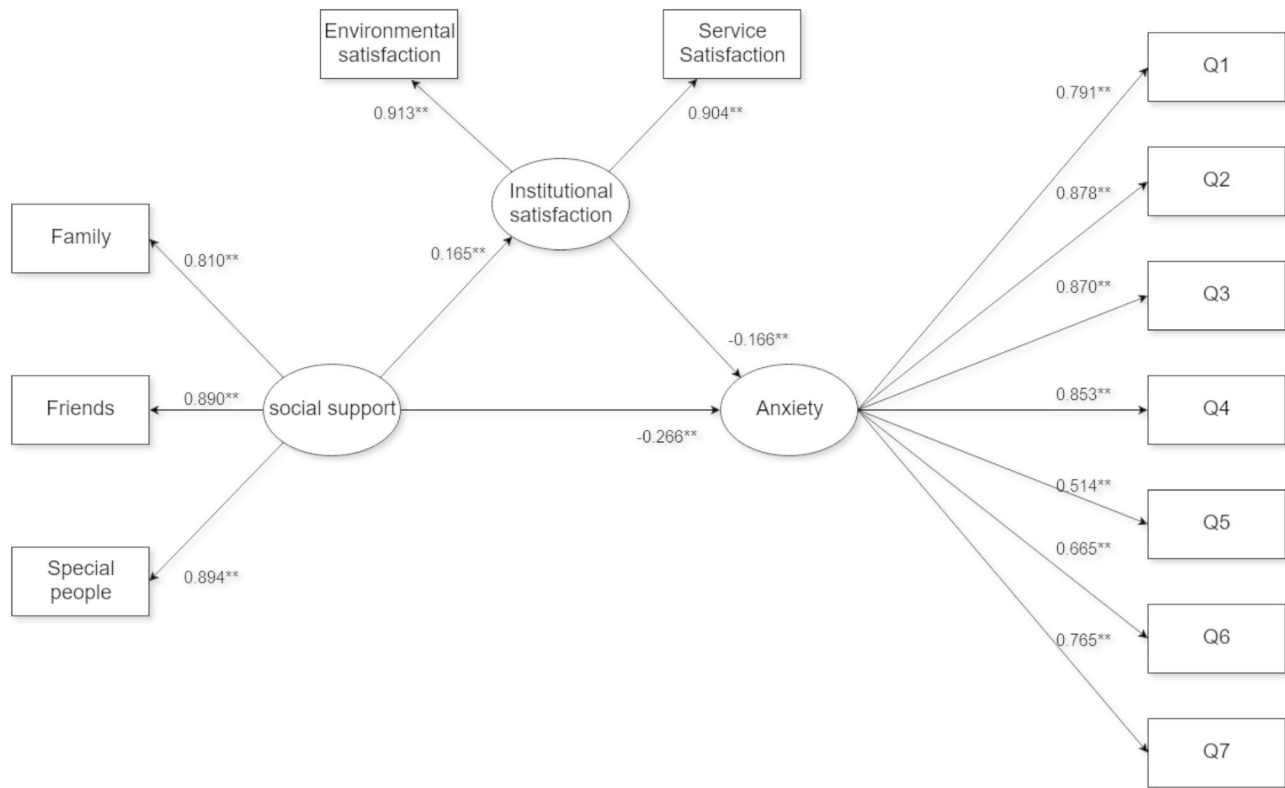 Environmental
satisfaction
Service
Satisfaction
Q1
0.791**
0.913**
0.904**
Q2
Institutional
satisfaction
0.878**
Family
0.810**
0.165**
Q3
0.870**
-0.166**
Friends
0.890**
social support
Anxiety
0.853**
Q4
-0.266**
0.514**
Q5
0.665**
Special
people
0.894**
Q6
0.765**
Q7